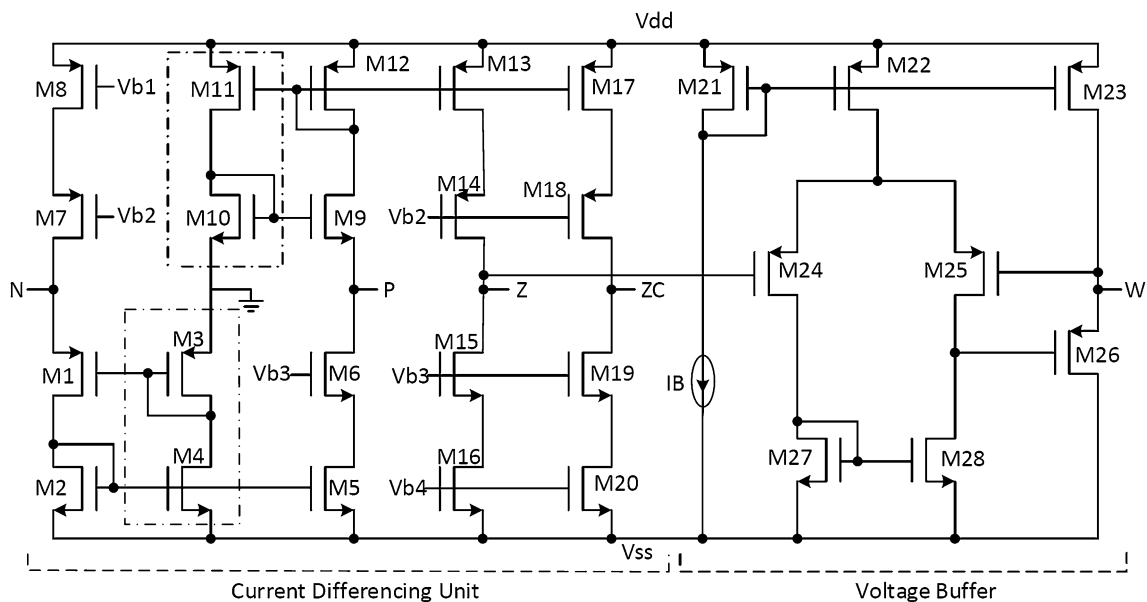 Vdd
M8 Vb1 M11 M12 M13 M17 M21 M22 M23
M7 Vb2 M10 M9 M14 Vb2 M18
M24 M25
N P Z ZC W
M3 M15 M26
M1 Vb3 M6 Vb3 M19 IB
M4 M16 M27 M28
M2 M5 Vb4 M20
Vss
Current Differencing Unit Voltage Buffer